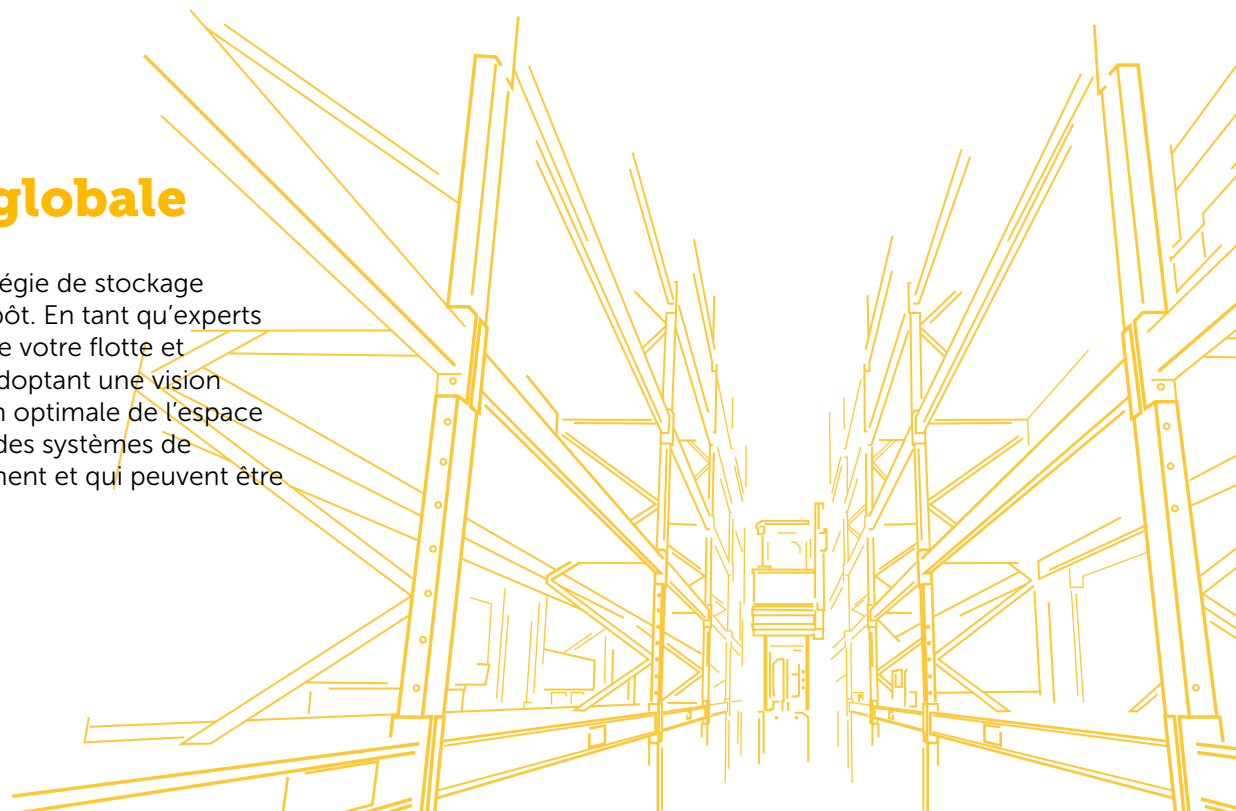 globale
égie de stockage
pôt. En tant qu’experts
e votre flotte et
doptant une vision
n optimale de l’espace
des systèmes de
ment et qui peuvent être